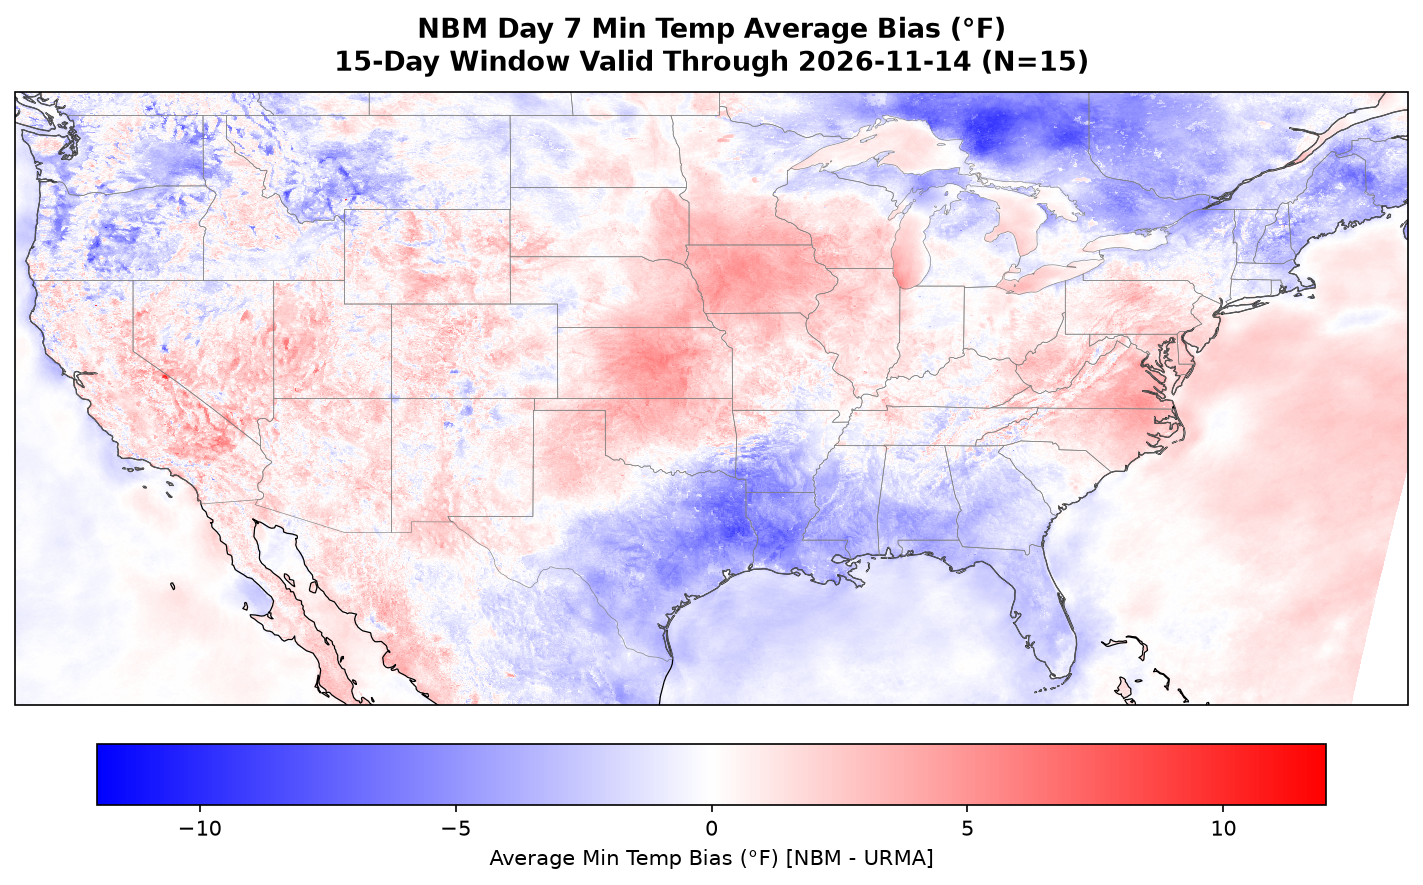 NBM Day 7 Min Temp Average Bias (°F)
15-Day Window Valid Through 2026-11-14 (N=15)
−10 −5 0 5 10
Average Min Temp Bias (°F) [NBM - URMA]